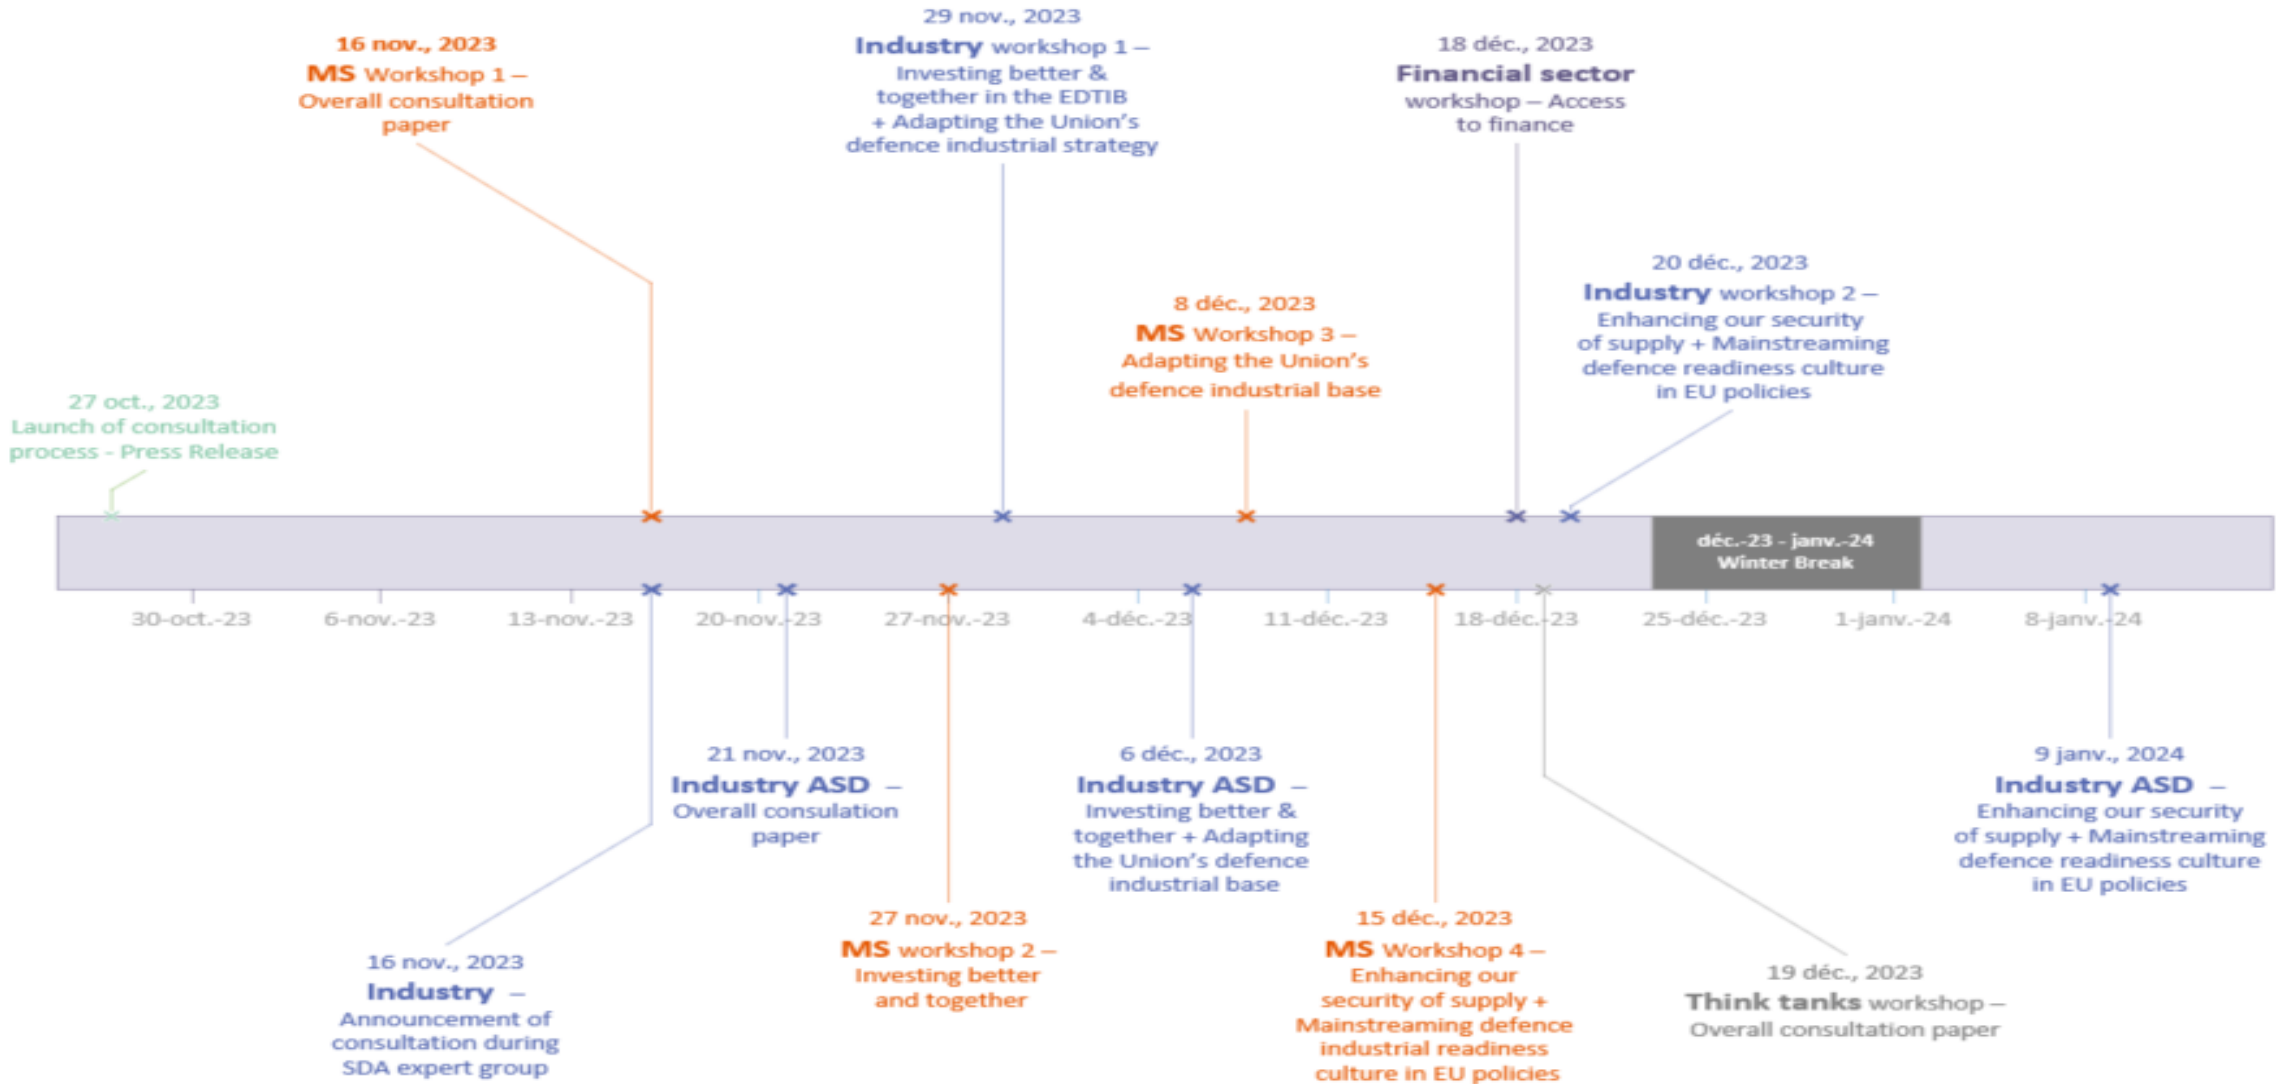 29 nov., 2023
Industry workshop 1 –
Investing better &
together in the EDTIB
+ Adapting the Union's
defence industrial strategy
16 nov., 2023
MS Workshop 1 –
Overall consultation
paper
18 déc., 2023
Financial sector
workshop – Access
to finance
20 déc., 2023
Industry workshop 2 –
Enhancing our security
of supply + Mainstreaming
defence readiness culture
in EU policies
8 déc., 2023
MS Workshop 3 –
Adapting the Union's
defence industrial base
27 oct., 2023
Launch of consultation
process - Press Release
déc.-23 - janv.-24
Winter Break
30-oct.-23
6-nov.-23
13-nov.-23
20-nov.-23
27-nov.-23
4-déc.-23
11-déc.-23
18-déc.-23
25-déc.-23
1-janv.-24
8-janv.-24
21 nov., 2023
Industry ASD –
Overall consulation
paper
6 déc., 2023
Industry ASD –
Investing better &
together + Adapting
the Union's defence
industrial base
9 janv., 2024
Industry ASD –
Enhancing our security
of supply + Mainstreaming
defence readiness culture
in EU policies
27 nov., 2023
MS workshop 2 –
Investing better
and together
15 déc., 2023
MS Workshop 4 –
Enhancing our
security of supply +
Mainstreaming defence
industrial readiness
culture in EU policies
16 nov., 2023
Industry –
Announcement of
consultation during
SDA expert group
19 déc., 2023
Think tanks workshop –
Overall consultation paper